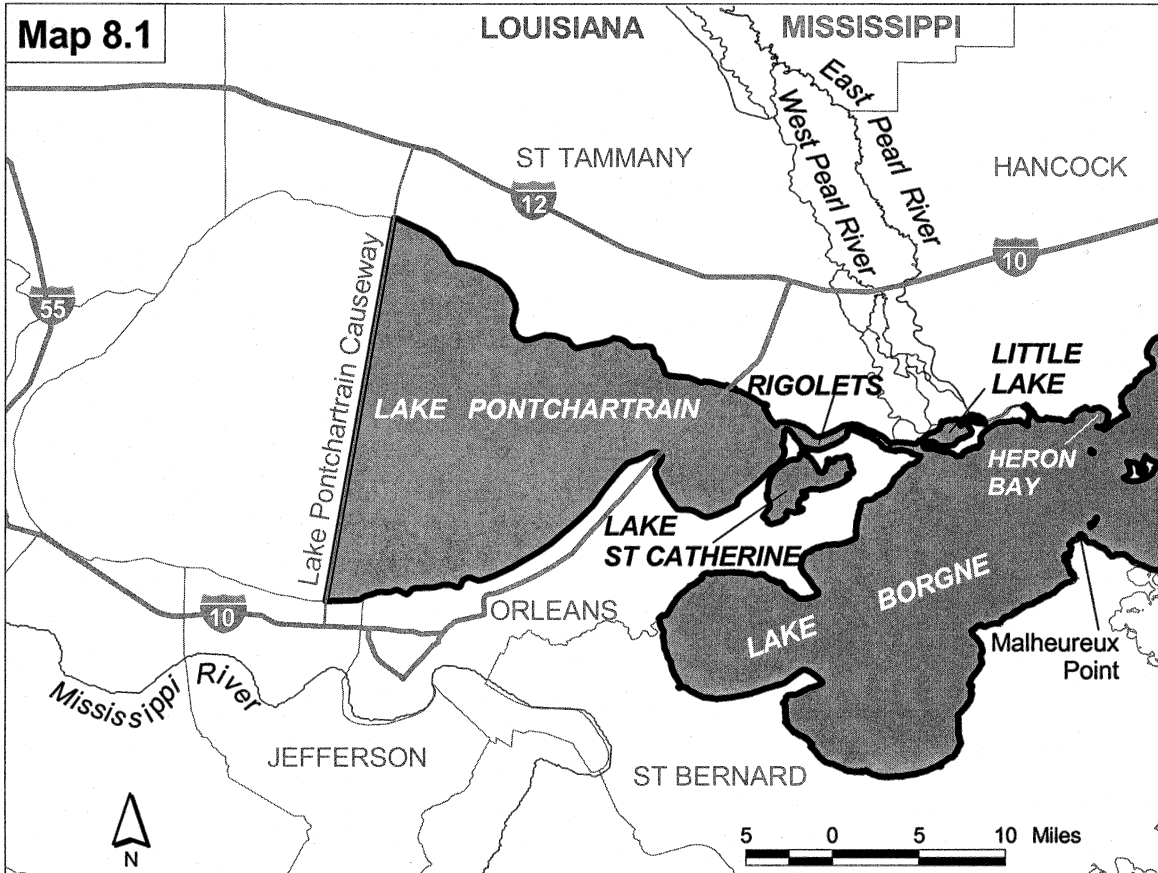 Map 8.1
LOUISIANA
MISSISSIPPI
East Pearl River
West Pearl River
ST TAMMANY
HANCOCK
12
10
55
Lake Pontchartrain Causeway
LAKE PONTCHARTRAIN
RIGOLETS
LITTLE
LAKE
HERON
BAY
LAKE
ST CATHERINE
LAKE BORGNE
10
ORLEANS
Malheureux
Point
Mississippi River
JEFFERSON
ST BERNARD
N
5 0 5 10 Miles